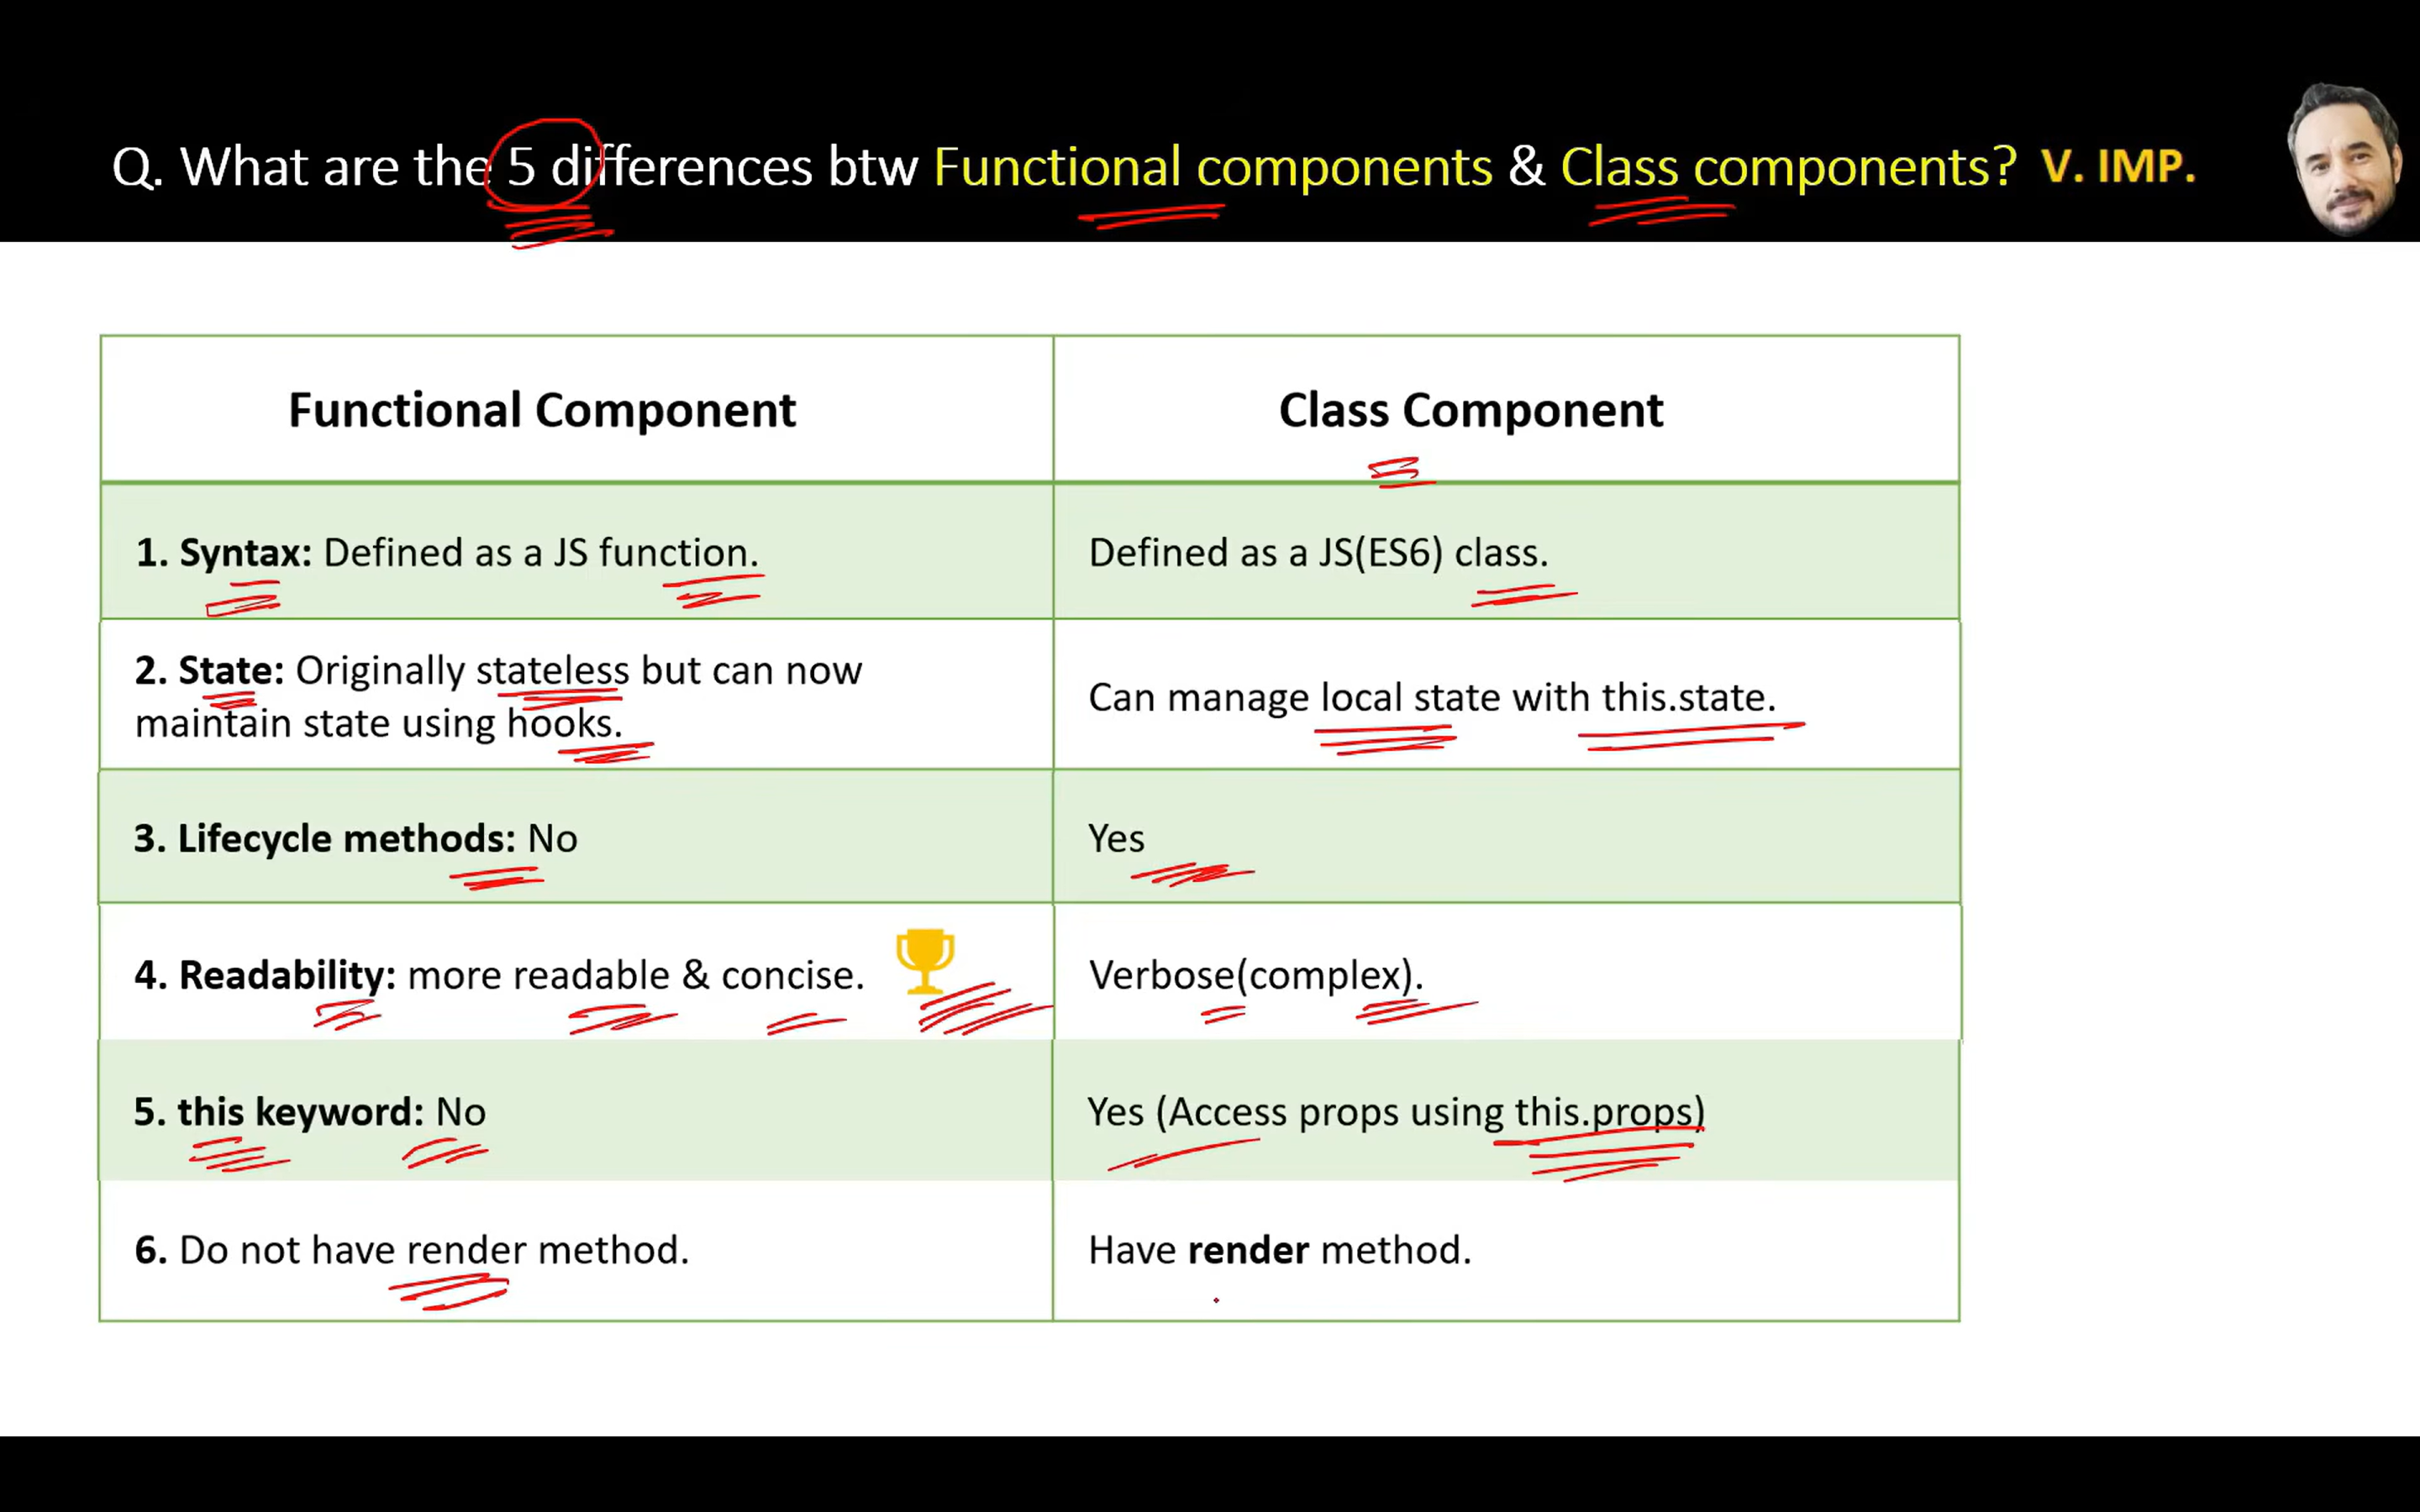 Q. What are the 5 differences btw Functional components & Class components? V. IMP.
Functional Component
Class Component
1. Syntax: Defined as a JS function.
Defined as a JS(ES6) class.
2. State: Originally stateless but can now
maintain state using hooks.
Can manage local state with this.state.
3. Lifecycle methods: No
Yes
4. Readability: more readable & concise.
Verbose(complex).
5. this keyword: No
Yes (Access props using this.props)
6. Do not have render method.
Have render method.